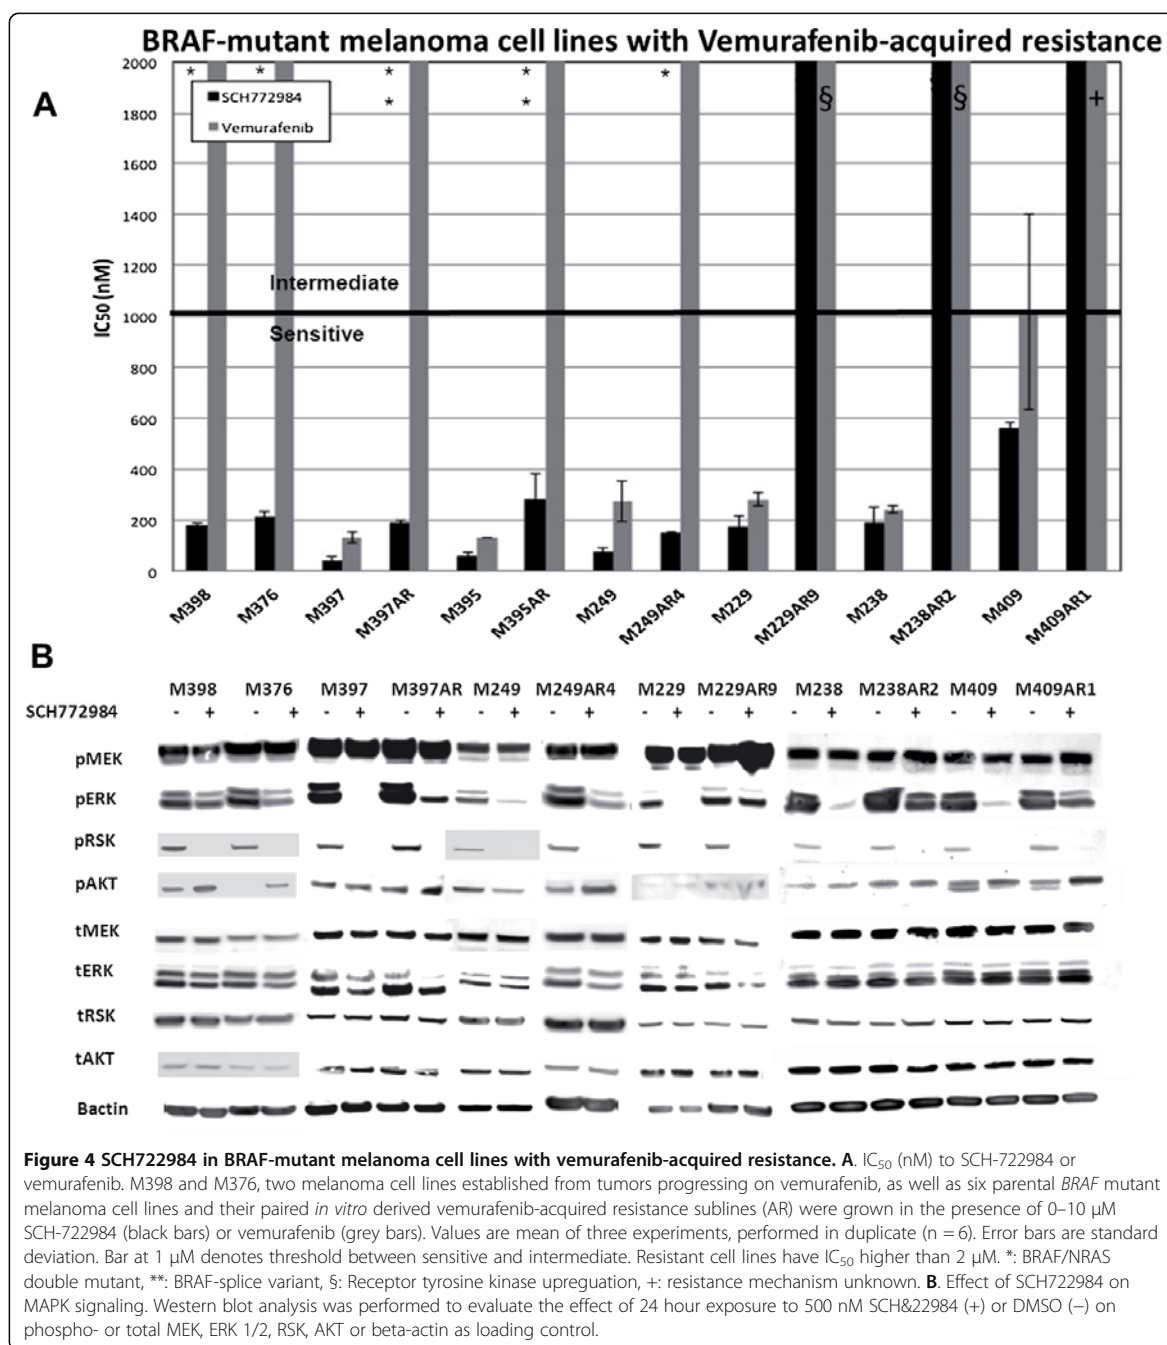 BRAF-mutant melanoma cell lines with Vemurafenib-acquired resistance
A
2000
1800
1600
1400
1200
1000
800
600
400
200
0
IC50 (nM)
SCH772984
Vemurafenib
* * * * *
* *
§ § +
Intermediate
Sensitive
M398 M376 M397 M397AR M395 M395AR M249 M249AR4 M229 M229AR9 M238 M238AR2 M409 M409AR1
B
M398 M376 M397 M397AR M249 M249AR4 M229 M229AR9 M238 M238AR2 M409 M409AR1
SCH772984 - + - + - + - + - + - + - + - + - + - + - + - +
pMEK
pERK
pRSK
pAKT
tMEK
tERK
tRSK
tAKT
Bactin
Figure 4 SCH722984 in BRAF-mutant melanoma cell lines with vemurafenib-acquired resistance. A. IC50 (nM) to SCH-722984 or
vemurafenib. M398 and M376, two melanoma cell lines established from tumors progressing on vemurafenib, as well as six parental BRAF mutant
melanoma cell lines and their paired in vitro derived vemurafenib-acquired resistance sublines (AR) were grown in the presence of 0–10 μM
SCH-722984 (black bars) or vemurafenib (grey bars). Values are mean of three experiments, performed in duplicate (n = 6). Error bars are standard
deviation. Bar at 1 μM denotes threshold between sensitive and intermediate. Resistant cell lines have IC50 higher than 2 μM. *: BRAF/NRAS
double mutant, **: BRAF-splice variant, §: Receptor tyrosine kinase upreguation, +: resistance mechanism unknown. B. Effect of SCH722984 on
MAPK signaling. Western blot analysis was performed to evaluate the effect of 24 hour exposure to 500 nM SCH&22984 (+) or DMSO (−) on
phospho- or total MEK, ERK 1/2, RSK, AKT or beta-actin as loading control.